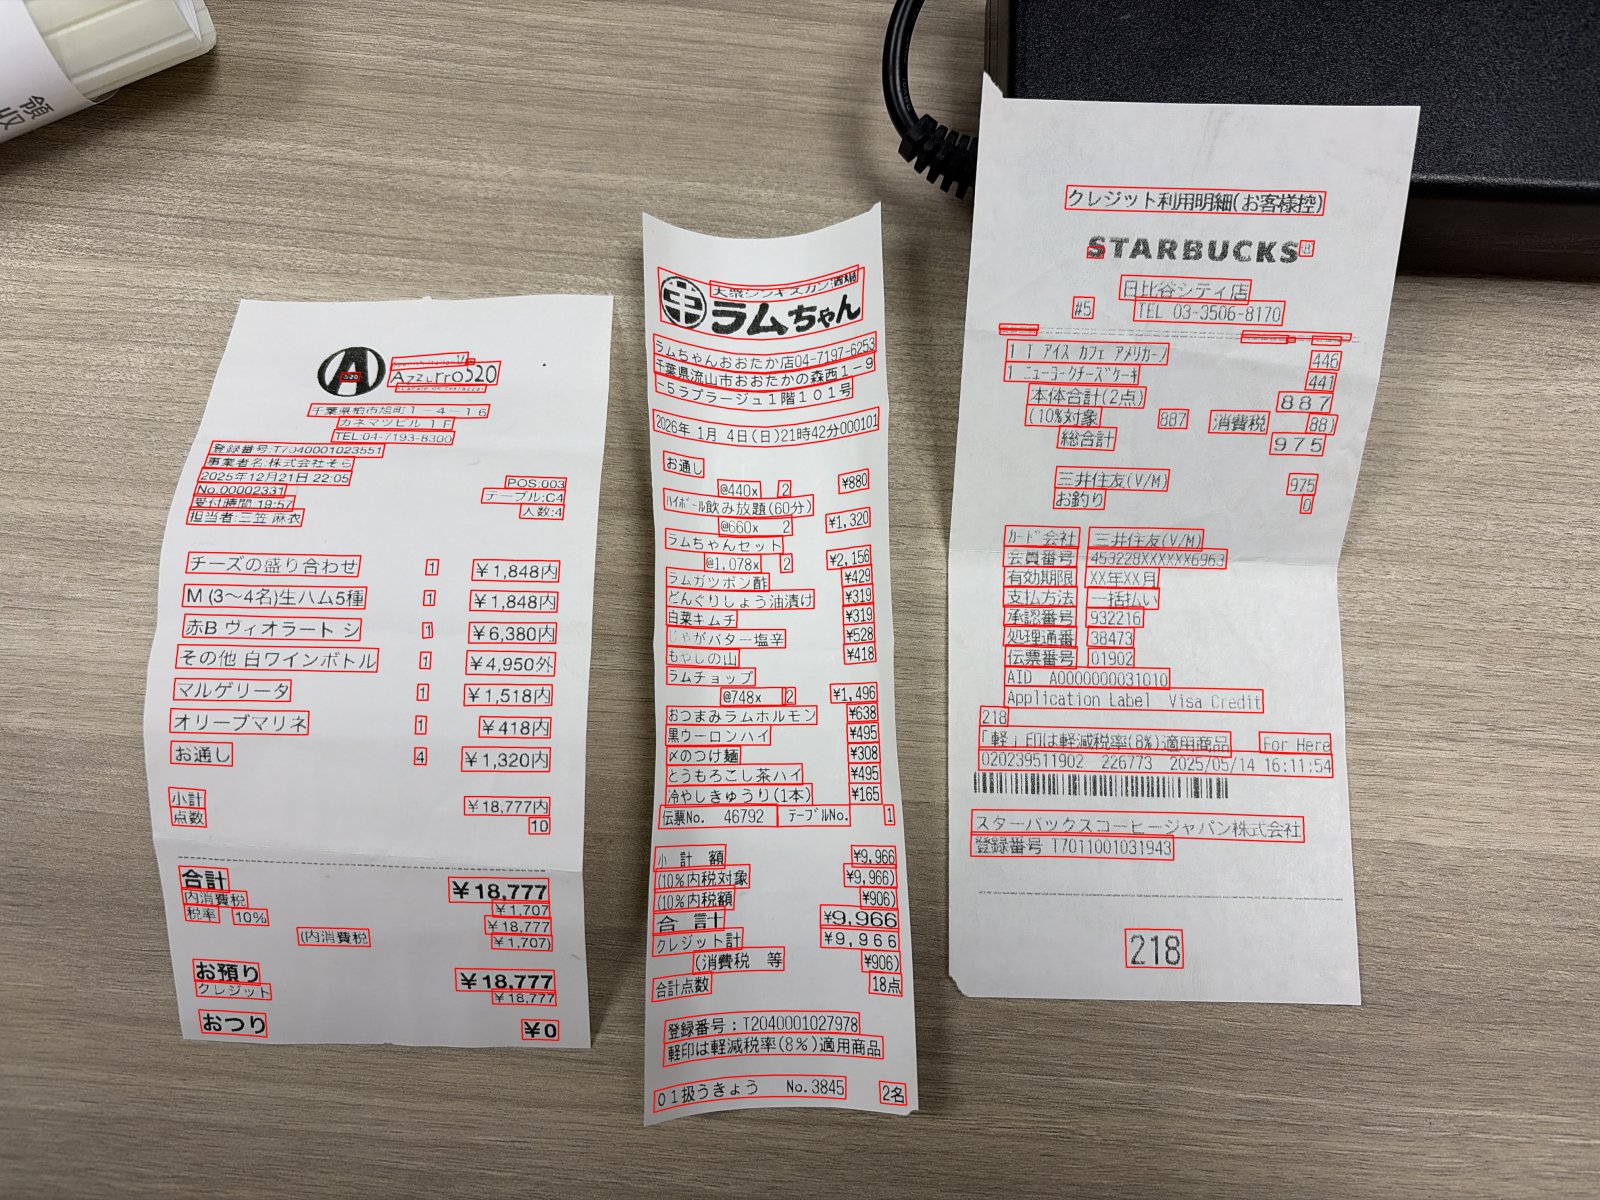 領収
Azzurro520
520
千葉県柏市旭町1-4-16
カネマツビル 1F
TEL:04-7193-8300
登録番号:T7040001023551
事業者名:株式会社そら
2025年12月21日 22:05 POS:003
No.00002331 テーブル:C4
受付時間:19:57 人数:4
担当者:三笠 麻衣
チーズの盛り合わせ 1 ¥1,848内
M (3〜4名)生ハム5種 1 ¥1,848内
赤B ヴィオラート シ 1 ¥6,380内
その他 白ワインボトル 1 ¥4,950外
マルゲリータ 1 ¥1,518内
オリーブマリネ 1 ¥418内
お通し 4 ¥1,320内
小計 ¥18,777内
点数 10
合計 ¥18,777
内消費税 ¥1,707
税率 10% ¥18,777
(内消費税 ¥1,707)
お預り ¥18,777
クレジット ¥18,777
おつり ¥0
大衆ジンギスカン酒場
ラムちゃん
ラムちゃんおおたか店04-7197-6253
千葉県流山市おおたかの森西1-9
-5ラプラージュ1階101号
2026年 1月 4日(日)21時42分000101
お通し
@440x 2 ¥880
ハイボール飲み放題(60分)
@660x 2 ¥1,320
ラムちゃんセット
@1,078x 2 ¥2,156
ラムガツポン酢 ¥429
どんぐりしょう油漬け ¥319
白菜キムチ ¥319
じゃがバター塩辛 ¥528
もやしの山 ¥418
ラムチョップ
@748x 2 ¥1,496
おつまみラムホルモン ¥638
黒ウーロンハイ ¥495
〆のつけ麺 ¥308
とうもろこし茶ハイ ¥495
冷やしきゅうり(1本) ¥165
伝票No. 46792 テーブルNo. 1
小 計 額 ¥9,966
(10%内税対象 ¥9,966)
(10%内税額 ¥906)
合 計 ¥9,966
クレジット計 ¥9,966
(消費税 等 ¥906)
合計点数 18点
登録番号:T2040001027978
軽印は軽減税率(8%)適用商品
01扱うきょう No.3845 2名
クレジット利用明細(お客様控)
STARBUCKS®
日比谷シティ店
#5 TEL 03-3506-8170
1 T アイス カフェ アメリカーノ 446
1 ニューヨークチーズケーキ 441
本体合計(2点) 887
(10%対象 887 消費税 88)
総合計 975
三井住友(V/M) 975
お釣り 0
カード会社 三井住友(V/M)
会員番号 453228XXXXXX6963
有効期限 XX年XX月
支払方法 一括払い
承認番号 932216
処理通番 38473
伝票番号 01902
AID A0000000031010
Application Label Visa Credit
218
「軽」印は軽減税率(8%)適用商品 For Here
020239511902 226773 2025/05/14 16:11:54
スターバックスコーヒージャパン株式会社
登録番号 T7011001031943
218